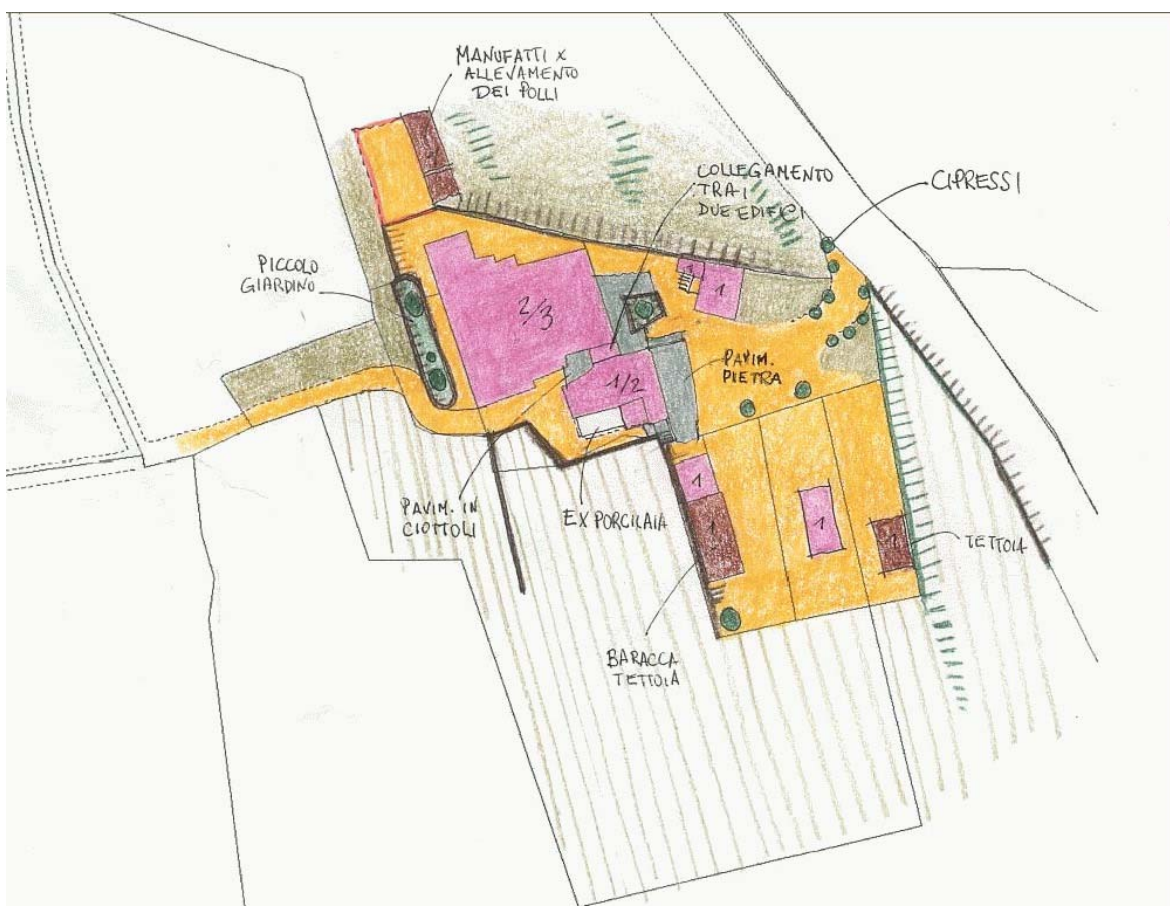 MANUFATTI X
ALLEVAMENTO
DEI POLLI
COLLEGAMENTO
TRA I
DUE EDIFICI
CIPRESSI
PICCOLO
GIARDINO
1
1
2/3
1/2
PAVIM.
PIETRA
PAVIM. IN
CIOTTOLI
EX PORCILAIA
1
1
1
1
TETTOIA
BARACCA
TETTOIA